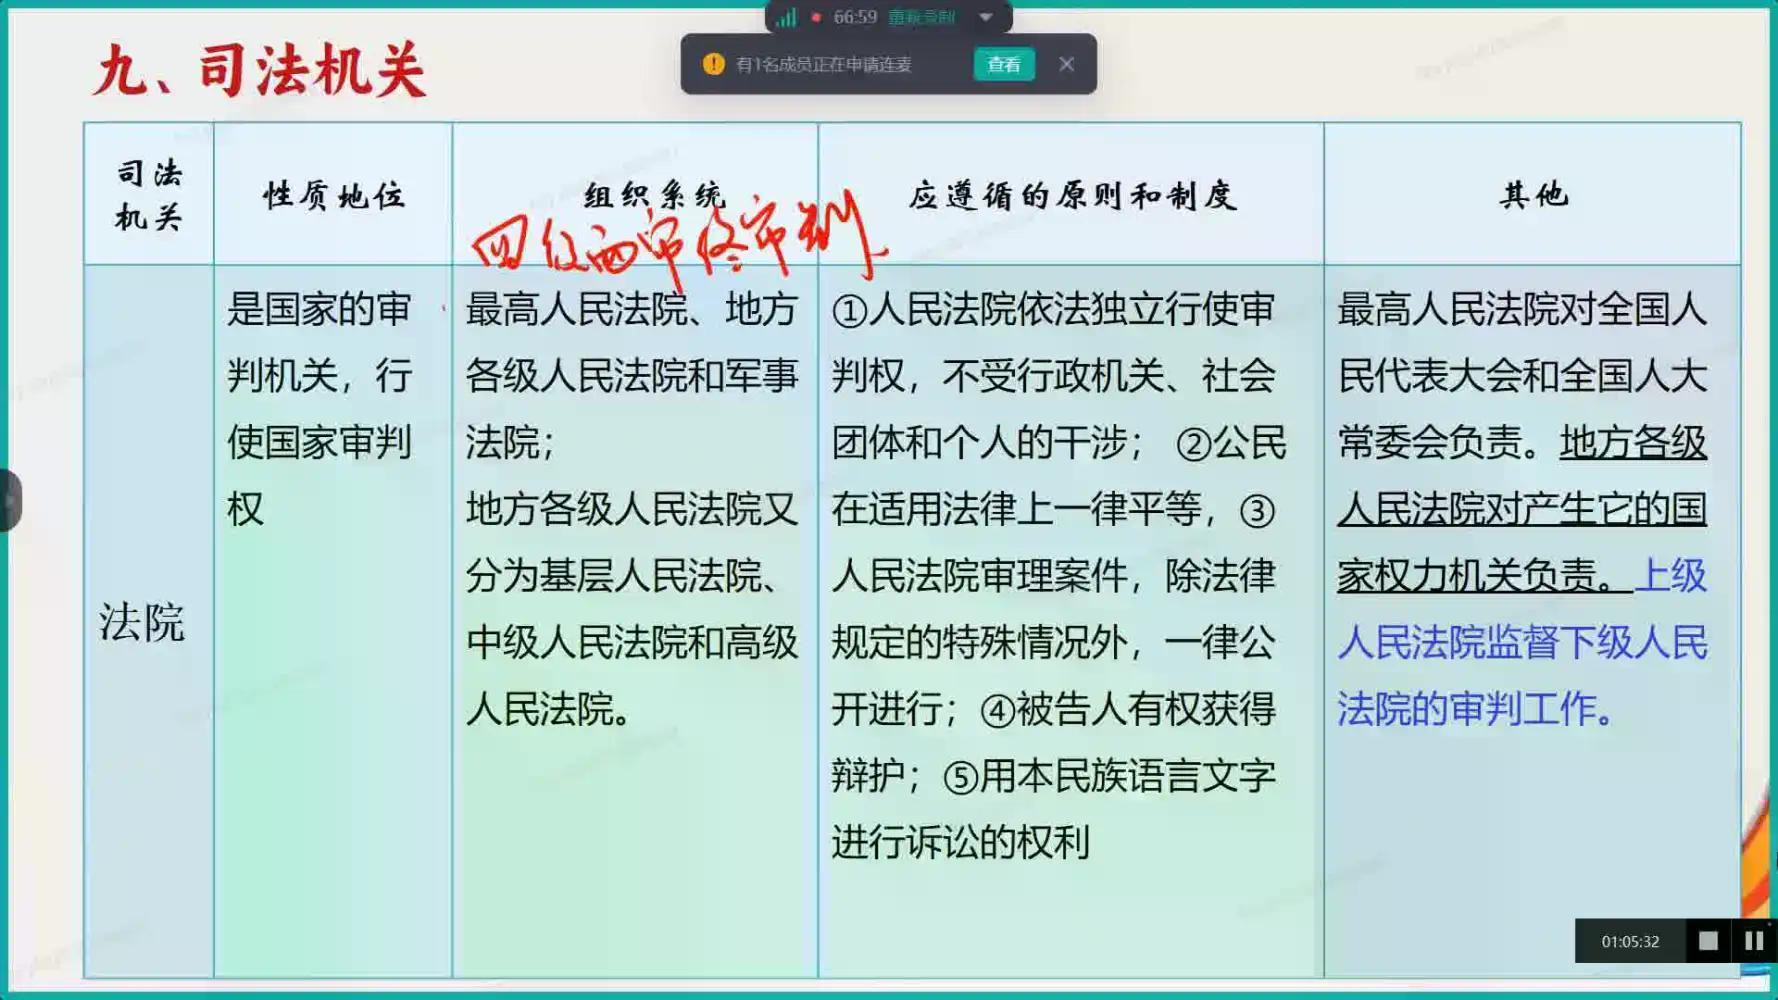 66:59 重新录制
有1名成员正在申请连麦 查看
九、司法机关
司法
机关
性质地位
组织系统
应遵循的原则和制度
其他
四级两审终审制
法院
是国家的审
判机关，行
使国家审判
权
最高人民法院、地方
各级人民法院和军事
法院；
地方各级人民法院又
分为基层人民法院、
中级人民法院和高级
人民法院。
①人民法院依法独立行使审
判权，不受行政机关、社会
团体和个人的干涉； ②公民
在适用法律上一律平等，③
人民法院审理案件，除法律
规定的特殊情况外，一律公
开进行；④被告人有权获得
辩护；⑤用本民族语言文字
进行诉讼的权利
最高人民法院对全国人
民代表大会和全国人大
常委会负责。地方各级
人民法院对产生它的国
家权力机关负责。上级
人民法院监督下级人民
法院的审判工作。
01:05:32